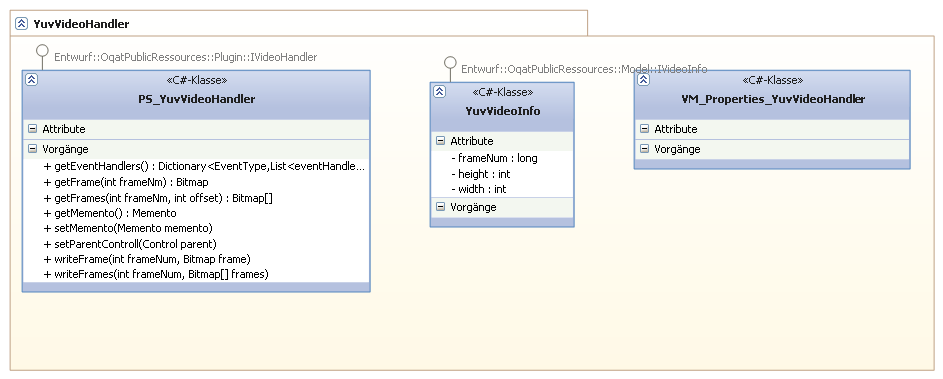 YuvVideoHandler
Entwurf::OqatPublicRessources::Plugin::IVideoHandler
«C#-Klasse»
PS_YuvVideoHandler
Attribute
Vorgänge
+ getEventHandlers() : Dictionary<EventType,List<eventHandle...
+ getFrame(int frameNm) : Bitmap
+ getFrames(int frameNm, int offset) : Bitmap[]
+ getMemento() : Memento
+ setMemento(Memento memento)
+ setParentControll(Control parent)
+ writeFrame(int frameNum, Bitmap frame)
+ writeFrames(int frameNum, Bitmap[] frames)
Entwurf::OqatPublicRessources::Model::IVideoInfo
«C#-Klasse»
YuvVideoInfo
Attribute
- frameNum : long
- height : int
- width : int
Vorgänge
«C#-Klasse»
VM_Properties_YuvVideoHandler
Attribute
Vorgänge